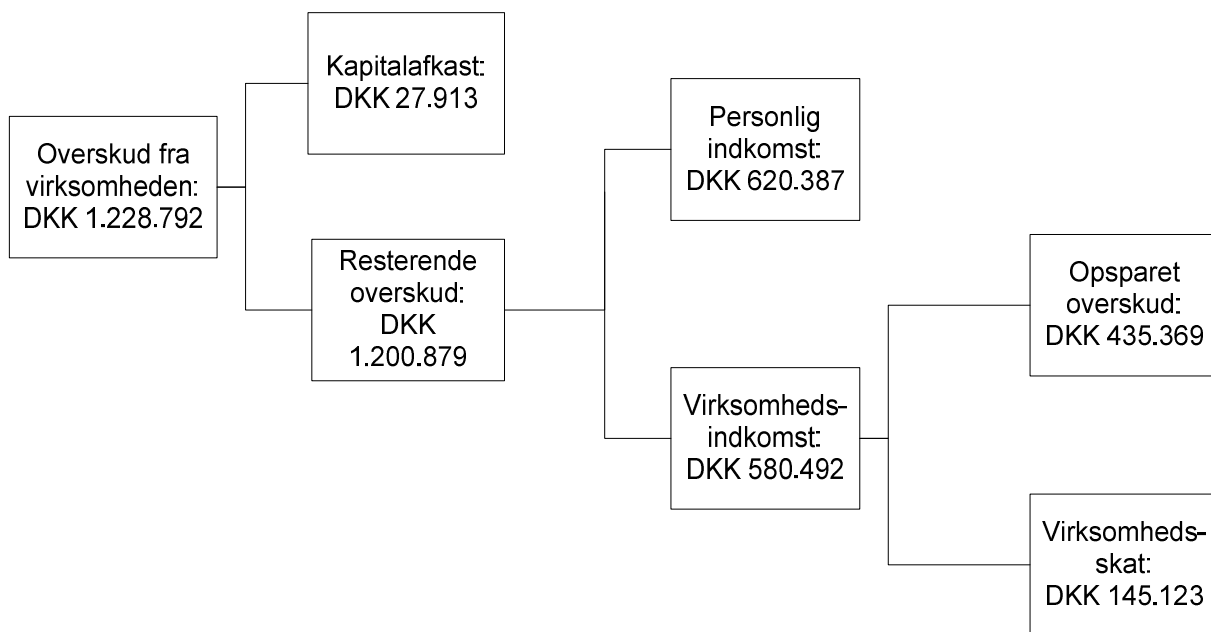 Overskud fra
virksomheden:
DKK 1.228.792
Kapitalafkast:
DKK 27.913
Resterende
overskud:
DKK
1.200.879
Personlig
indkomst:
DKK 620.387
Virksomheds-
indkomst:
DKK 580.492
Opsparet
overskud:
DKK 435.369
Virksomheds-
skat:
DKK 145.123